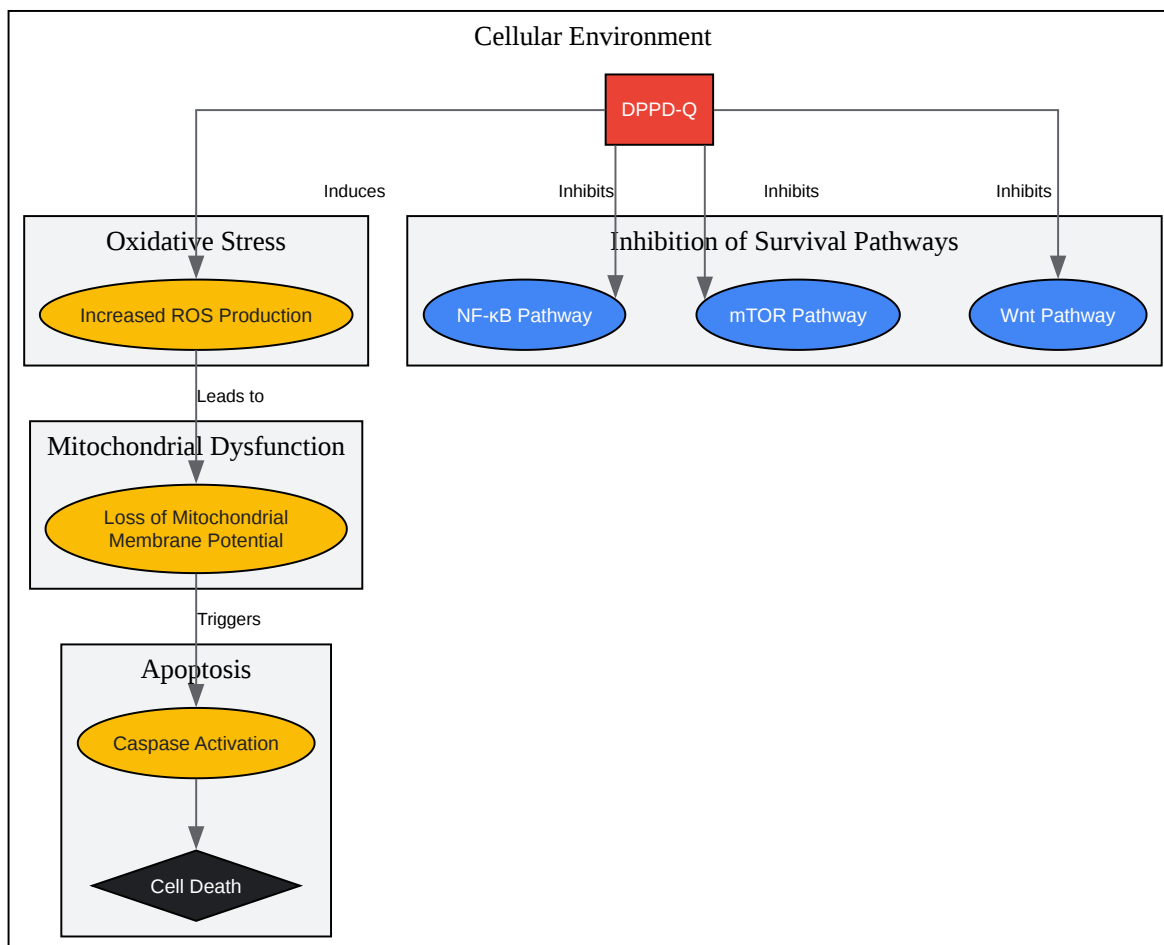 Cellular Environment
DPPD-Q
Induces
Inhibits
Inhibits
Inhibits
Oxidative Stress
Inhibition of Survival Pathways
Increased ROS Production
NF-κB Pathway
mTOR Pathway
Wnt Pathway
Leads to
Mitochondrial Dysfunction
Loss of Mitochondrial
Membrane Potential
Triggers
Apoptosis
Caspase Activation
Cell Death